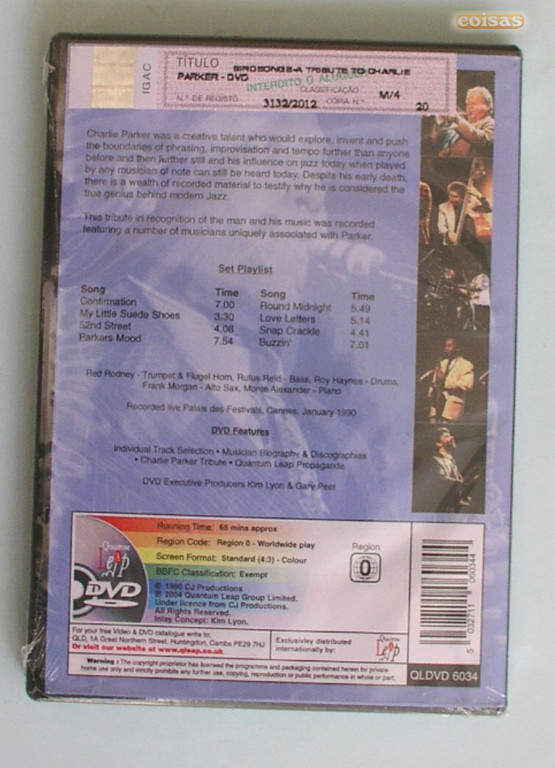 coisas
IGAC
TÍTULO
BIRDSONGS-A TRIBUTE TO CHARLIE
PARKER - DVD
INTERDITO O ALUGUER
CLASSIFICAÇÃO
M/4
N.º DE REGISTO
3132/2012
CÓPIA N.º
20
Charlie Parker was a creative talent who would explore, invent and push
the boundaries of phrasing, improvisation and tempo further than anyone
before and then further still and his influence on jazz today when played
by any musician of note can still be heard today. Despite his early death,
there is a wealth of recorded material to testify why he is considered the
true genius behind modern Jazz.
This tribute in recognition of the man and his music was recorded
featuring a number of musicians uniquely associated with Parker.
Set Playlist
Song Time Song Time
Confirmation 7.00 Round Midnight 5.49
My Little Suede Shoes 3.30 Love Letters 5.14
52nd Street 4.08 Snap Crackle 4.41
Parkers Mood 7.54 Buzzin' 7.01
Red Rodney - Trumpet & Flugel Horn, Rufus Reid - Bass, Roy Haynes - Drums,
Frank Morgan - Alto Sax, Monte Alexander - Piano
Recorded live Palais des Festivals, Cannes, January 1990
DVD Features
Individual Track Selection • Musician Biography & Discographies
• Charlie Parker Tribute • Quantum Leap Propaganda
DVD Executive Producers Kim Lyon & Gary Peet
Quantum
Leap
DVD
Running Time: 65 mins approx
Region Code: Region 0 - Worldwide play
Screen Format: Standard (4:3) - Colour
BBFC Classification: Exempt
© 1990 CJ Productions
℗ 2004 Quantum Leap Group Limited.
Under licence from CJ Productions.
All Rights Reserved.
Inlay Concept: Kim Lyon.
Region
0
5 032711 000344
For your free Video & DVD catalogue write to;
QLD, 1A Great Northern Street, Huntingdon, Cambs PE29 7HJ
Or visit our website at www.qleap.co.uk
Exclusivley distributed
internationally by:
Quantum
Leap
Warning : The copyright proprietor has licensed the programme and packaging contained herein for private
home use only and strictly prohibits any further use, copying, reproduction or public performance in whole or part.
QLDVD 6034